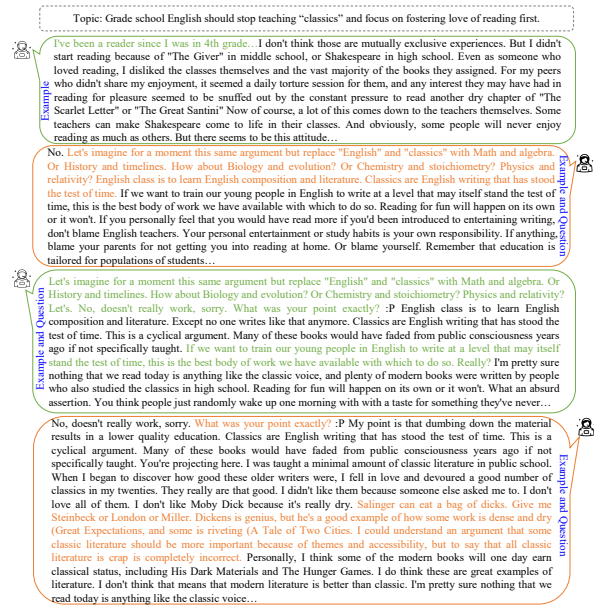 Topic: Grade school English should stop teaching “classics” and focus on fostering love of reading first.
Example
I've been a reader since I was in 4th grade…I don't think those are mutually exclusive experiences. But I didn't
start reading because of "The Giver" in middle school, or Shakespeare in high school. Even as someone who
loved reading, I disliked the classes themselves and the vast majority of the books they assigned. For my peers
who didn't share my enjoyment, it seemed a daily torture session for them, and any interest they may have had in
reading for pleasure seemed to be snuffed out by the constant pressure to read another dry chapter of "The
Scarlet Letter" or "The Great Santini" Now of course, a lot of this comes down to the teachers themselves. Some
teachers can make Shakespeare come to life in their classes. And obviously, some people will never enjoy
reading as much as others. But there seems to be this attitude…
Example and Question
No. Let's imagine for a moment this same argument but replace "English" and "classics" with Math and algebra.
Or History and timelines. How about Biology and evolution? Or Chemistry and stoichiometry? Physics and
relativity? English class is to learn English composition and literature. Classics are English writing that has stood
the test of time. If we want to train our young people in English to write at a level that may itself stand the test of
time, this is the best body of work we have available with which to do so. Reading for fun will happen on its own
or it won't. If you personally feel that you would have read more if you'd been introduced to entertaining writing,
don't blame English teachers. Your personal entertainment or study habits is your own responsibility. If anything,
blame your parents for not getting you into reading at home. Or blame yourself. Remember that education is
tailored for populations of students…
Example and Question
Let's imagine for a moment this same argument but replace "English" and "classics" with Math and algebra. Or
History and timelines. How about Biology and evolution? Or Chemistry and stoichiometry? Physics and relativity?
Let's. No, doesn't really work, sorry. What was your point exactly? :P English class is to learn English
composition and literature. Except no one writes like that anymore. Classics are English writing that has stood the
test of time. This is a cyclical argument. Many of these books would have faded from public consciousness years
ago if not specifically taught. If we want to train our young people in English to write at a level that may itself
stand the test of time, this is the best body of work we have available with which to do so. Really? I'm pretty sure
nothing that we read today is anything like the classic voice, and plenty of modern books were written by people
who also studied the classics in high school. Reading for fun will happen on its own or it won't. What an absurd
assertion. You think people just randomly wake up one morning with with a taste for something they've never…
Example and Question
No, doesn't really work, sorry. What was your point exactly? :P My point is that dumbing down the material
results in a lower quality education. Classics are English writing that has stood the test of time. This is a
cyclical argument. Many of these books would have faded from public consciousness years ago if not
specifically taught. You're projecting here. I was taught a minimal amount of classic literature in public school.
When I began to discover how good these older writers were, I fell in love and devoured a good number of
classics in my twenties. They really are that good. I didn't like them because someone else asked me to. I don't
love all of them. I don't like Moby Dick because it's really dry. Salinger can eat a bag of dicks. Give me
Steinbeck or London or Miller. Dickens is genius, but he's a good example of how some work is dense and dry
(Great Expectations, and some is riveting (A Tale of Two Cities. I could understand an argument that some
classic literature should be more important because of themes and accessibility, but to say that all classic
literature is crap is completely incorrect. Personally, I think some of the modern books will one day earn
classical status, including His Dark Materials and The Hunger Games. I do think these are great examples of
literature. I don't think that means that modern literature is better than classic. I'm pretty sure nothing that we
read today is anything like the classic voice…